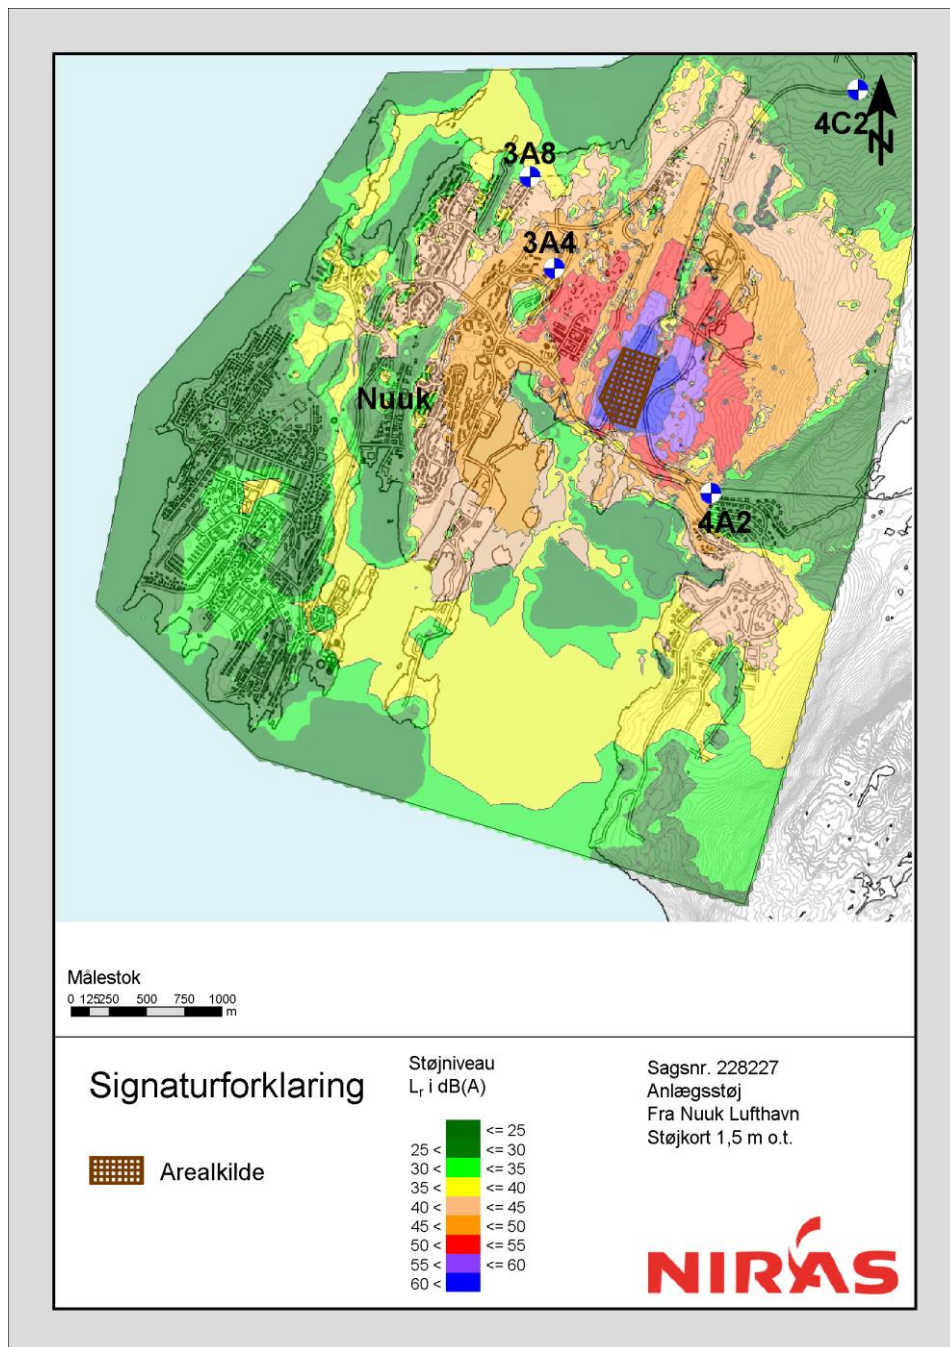 4C2
N
3A8
3A4
Nuuk
4A2
Målestok
0 125250 500 750 1000
m
Signaturforklaring
Arealkilde
Støjniveau
Lr i dB(A)
<= 25
25 < <= 30
30 < <= 35
35 < <= 40
40 < <= 45
45 < <= 50
50 < <= 55
55 < <= 60
60 <
Sagsnr. 228227
Anlægsstøj
Fra Nuuk Lufthavn
Støjkort 1,5 m o.t.
NIRAS